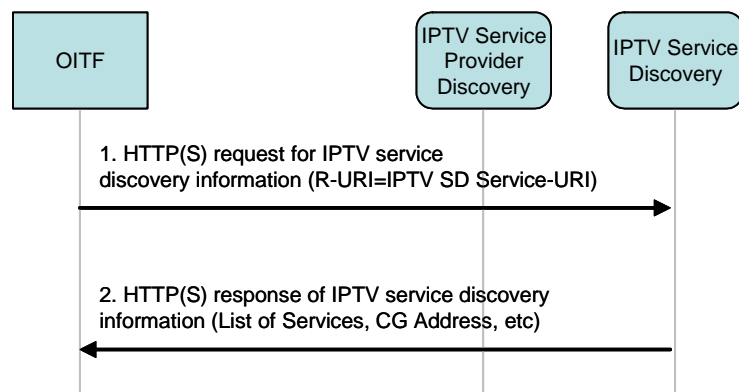 OITF
IPTV Service
Provider
Discovery
IPTV Service
Discovery
1. HTTP(S) request for IPTV service
discovery information (R-URI=IPTV SD Service-URI)
2. HTTP(S) response of IPTV service discovery
information (List of Services, CG Address, etc)